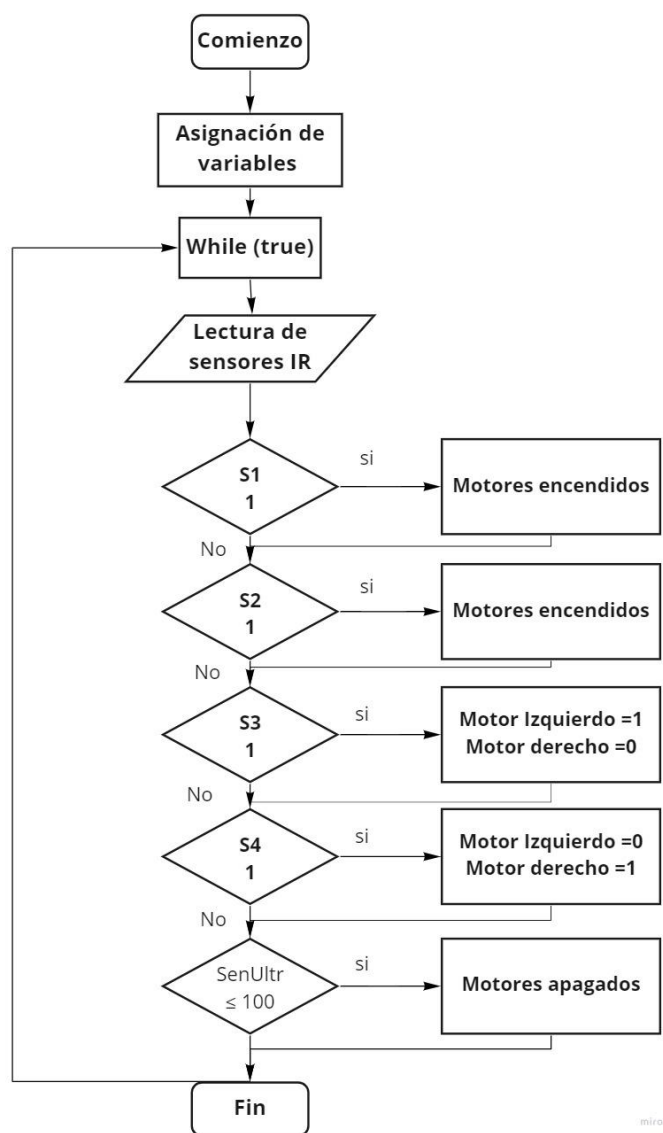 Comienzo
Asignación de
variables
While (true)
Lectura de
sensores IR
S1
1
si
Motores encendidos
No
S2
1
si
Motores encendidos
No
S3
1
si
Motor Izquierdo =1
Motor derecho =0
No
S4
1
si
Motor Izquierdo =0
Motor derecho =1
No
SenUltr
≤ 100
si
Motores apagados
Fin
miro